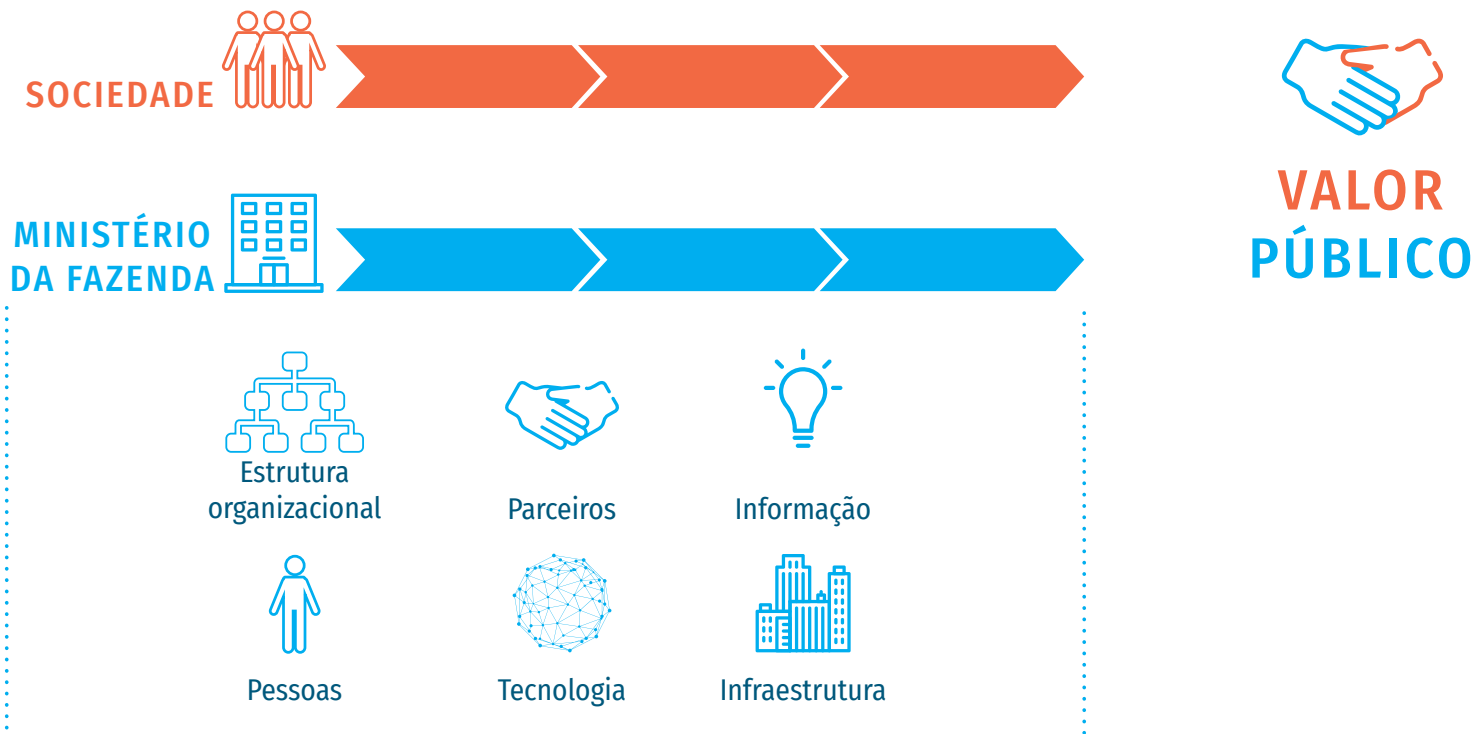 SOCIEDADE
MINISTÉRIO
DA FAZENDA
VALOR
PÚBLICO
Estrutura
organizacional
Parceiros
Informação
Pessoas
Tecnologia
Infraestrutura